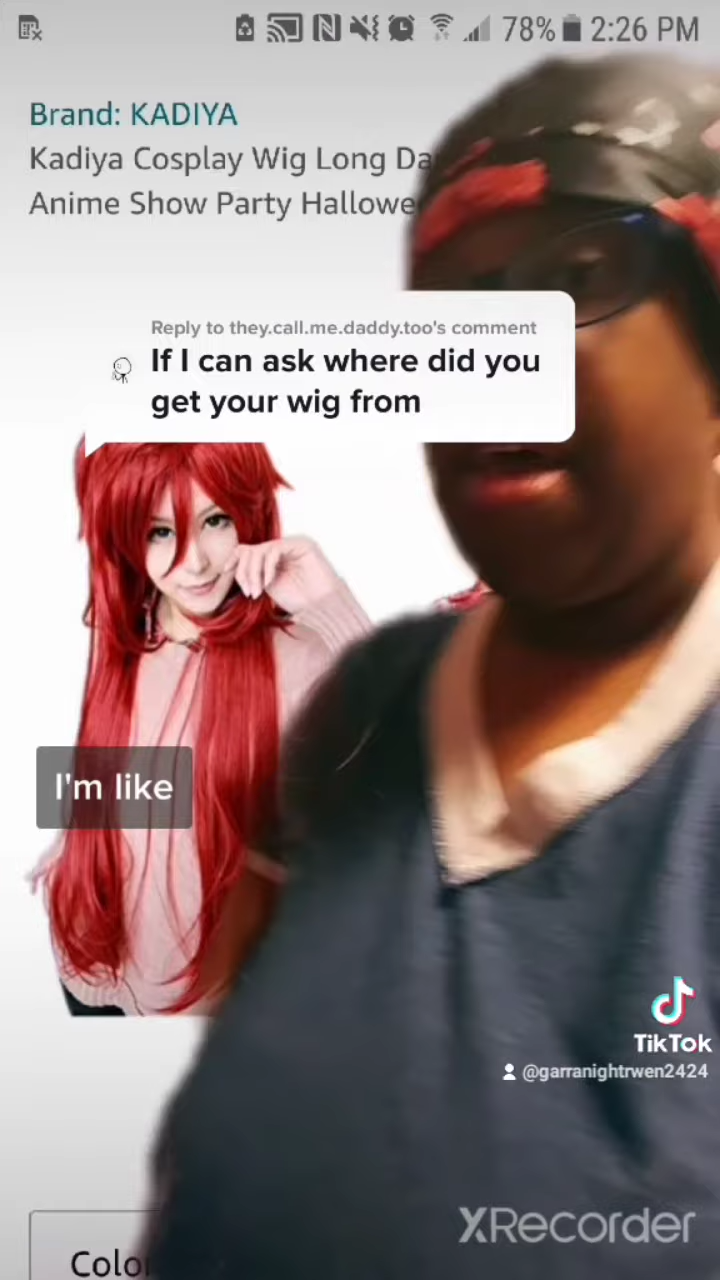 78% 2:26 PM
Brand: KADIYA
Kadiya Cosplay Wig Long Da
Anime Show Party Hallowe
Reply to they.call.me.daddy.too's comment
If I can ask where did you
get your wig from
I'm like
TikTok
@garranightrwen2424
XRecorder
Color